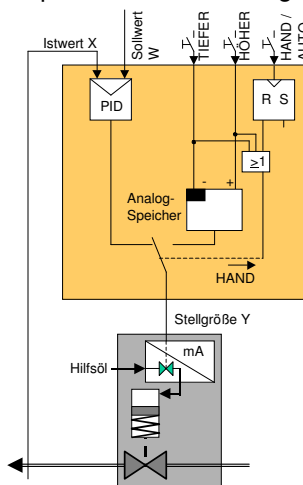 Istwert X
Sollwert
W
TIEFER
HÖHER
HAND /
AUTO
PID
R S
≥1
- +
Analog-
Speicher
HAND
Stellgröße Y
mA
Hilfsöl